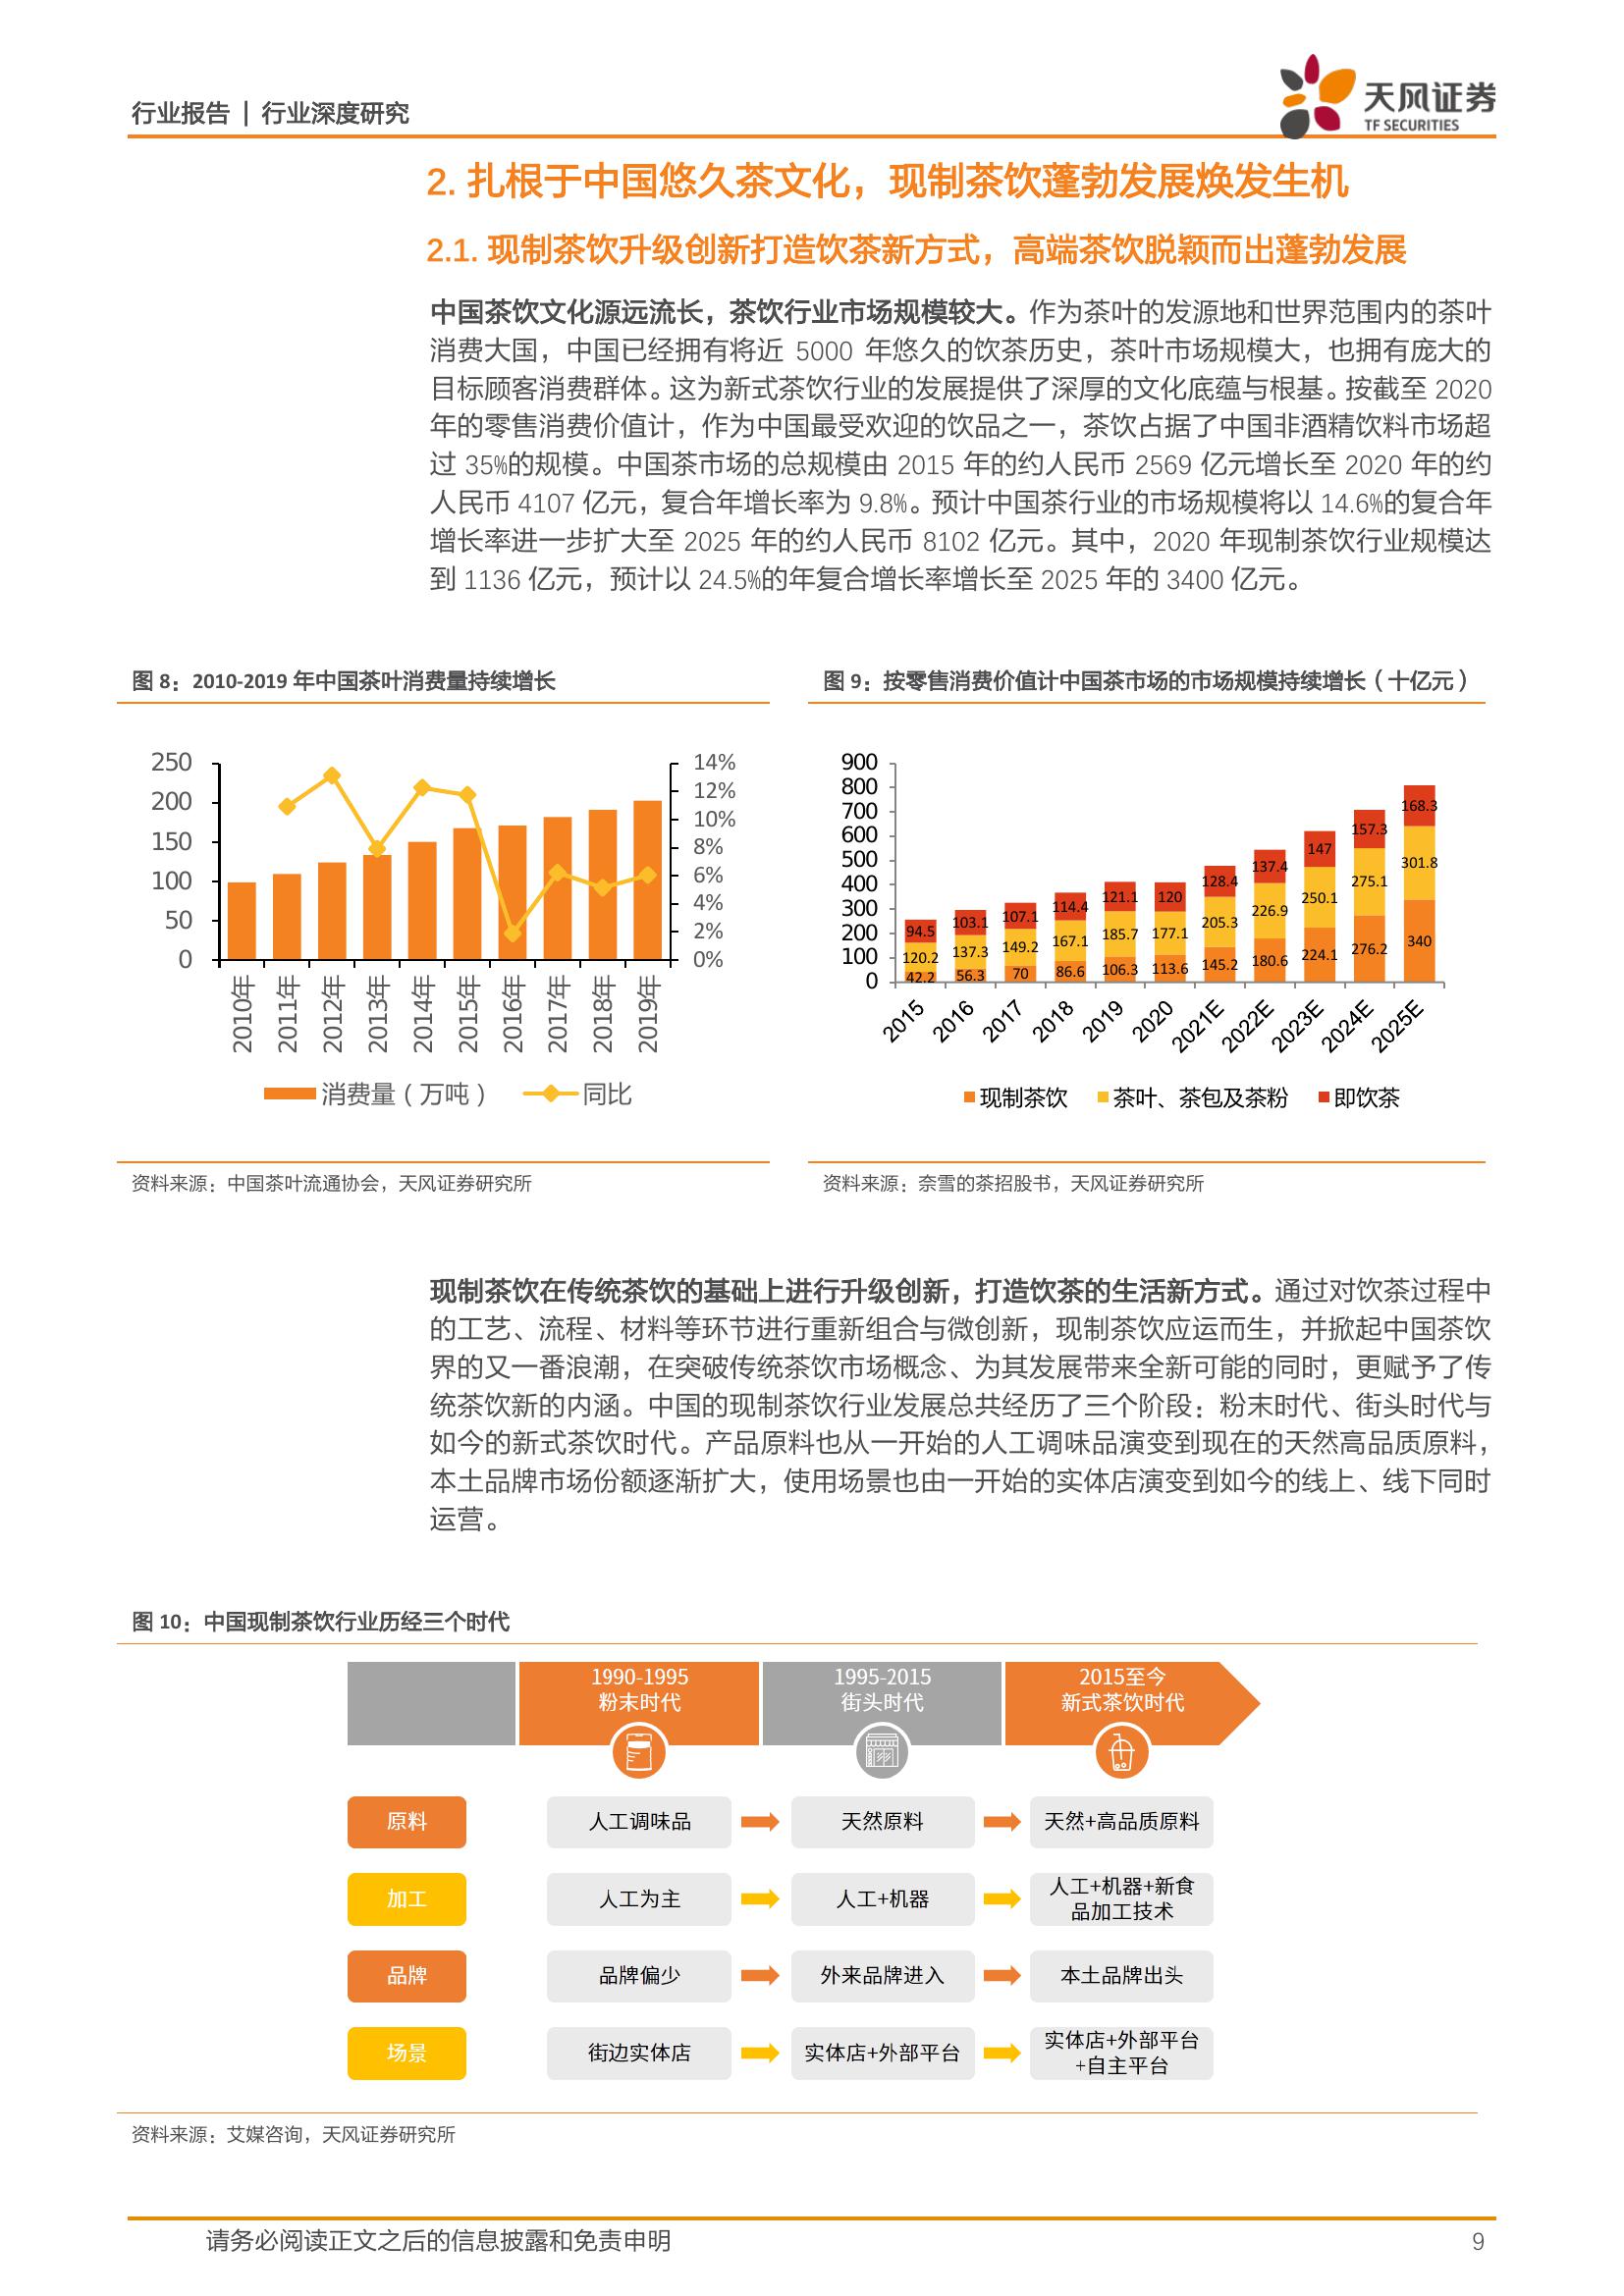 行业报告 | 行业深度研究
天风证券
TF SECURITIES
2. 扎根于中国悠久茶文化，现制茶饮蓬勃发展焕发生机
2.1. 现制茶饮升级创新打造饮茶新方式，高端茶饮脱颖而出蓬勃发展
中国茶饮文化源远流长，茶饮行业市场规模较大。作为茶叶的发源地和世界范围内的茶叶
消费大国，中国已经拥有将近 5000 年悠久的饮茶历史，茶叶市场规模大，也拥有庞大的
目标顾客消费群体。这为新式茶饮行业的发展提供了深厚的文化底蕴与根基。按截至 2020
年的零售消费价值计，作为中国最受欢迎的饮品之一，茶饮占据了中国非酒精饮料市场超
过 35%的规模。中国茶市场的总规模由 2015 年的约人民币 2569 亿元增长至 2020 年的约
人民币 4107 亿元，复合年增长率为 9.8%。预计中国茶行业的市场规模将以 14.6%的复合年
增长率进一步扩大至 2025 年的约人民币 8102 亿元。其中，2020 年现制茶饮行业规模达
到 1136 亿元，预计以 24.5%的年复合增长率增长至 2025 年的 3400 亿元。
图 8：2010-2019 年中国茶叶消费量持续增长
250
200
150
100
50
0
14%
12%
10%
8%
6%
4%
2%
0%
2010年
2011年
2012年
2013年
2014年
2015年
2016年
2017年
2018年
2019年
消费量（万吨）
同比
资料来源：中国茶叶流通协会，天风证券研究所
图 9：按零售消费价值计中国茶市场的市场规模持续增长（十亿元）
900
800
700
600
500
400
300
200
100
0
94.5 103.1 107.1 114.4 121.1 120 128.4 137.4 147 157.3 168.3
120.2 137.3 149.2 167.1 185.7 177.1 205.3 226.9 250.1 275.1 301.8
42.2 56.3 70 86.6 106.3 113.6 145.2 180.6 224.1 276.2 340
2015 2016 2017 2018 2019 2020 2021E 2022E 2023E 2024E 2025E
现制茶饮 茶叶、茶包及茶粉 即饮茶
资料来源：奈雪的茶招股书，天风证券研究所
现制茶饮在传统茶饮的基础上进行升级创新，打造饮茶的生活新方式。通过对饮茶过程中
的工艺、流程、材料等环节进行重新组合与微创新，现制茶饮应运而生，并掀起中国茶饮
界的又一番浪潮，在突破传统茶饮市场概念、为其发展带来全新可能的同时，更赋予了传
统茶饮新的内涵。中国的现制茶饮行业发展总共经历了三个阶段：粉末时代、街头时代与
如今的新式茶饮时代。产品原料也从一开始的人工调味品演变到现在的天然高品质原料，
本土品牌市场份额逐渐扩大，使用场景也由一开始的实体店演变到如今的线上、线下同时
运营。
图 10：中国现制茶饮行业历经三个时代
1990-1995
粉末时代
1995-2015
街头时代
2015至今
新式茶饮时代
原料
人工调味品
天然原料
天然+高品质原料
加工
人工为主
人工+机器
人工+机器+新食
品加工技术
品牌
品牌偏少
外来品牌进入
本土品牌出头
场景
街边实体店
实体店+外部平台
实体店+外部平台
+自主平台
资料来源：艾媒咨询，天风证券研究所
请务必阅读正文之后的信息披露和免责申明
9